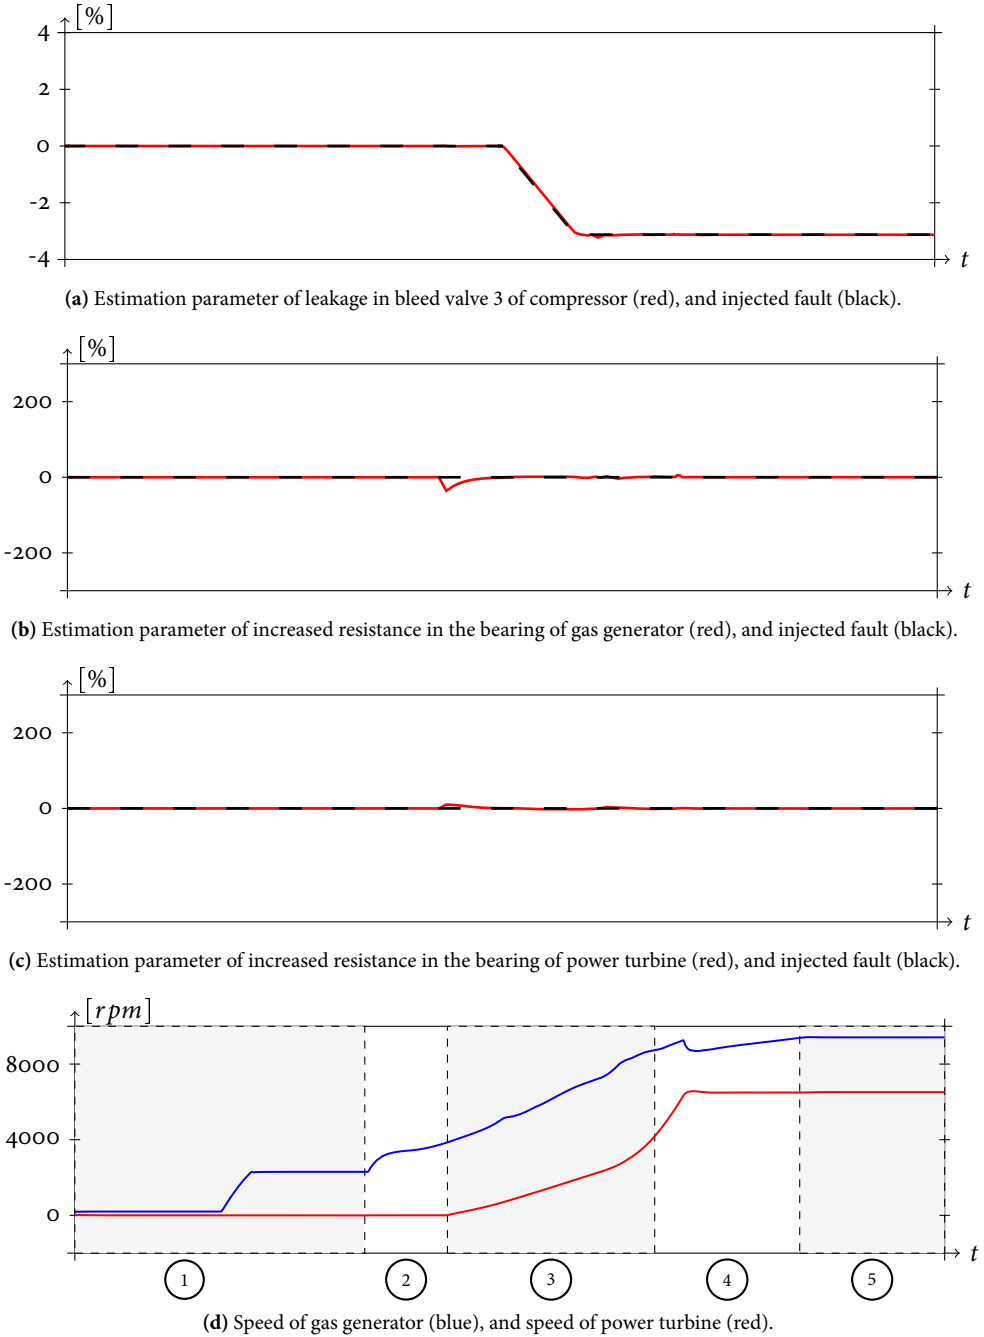 [%]
4
2
0
-2
-4
t
(a) Estimation parameter of leakage in bleed valve 3 of compressor (red), and injected fault (black).
[%]
200
0
-200
t
(b) Estimation parameter of increased resistance in the bearing of gas generator (red), and injected fault (black).
[%]
200
0
-200
t
(c) Estimation parameter of increased resistance in the bearing of power turbine (red), and injected fault (black).
[rpm]
8000
4000
0
t
1 2 3 4 5
(d) Speed of gas generator (blue), and speed of power turbine (red).